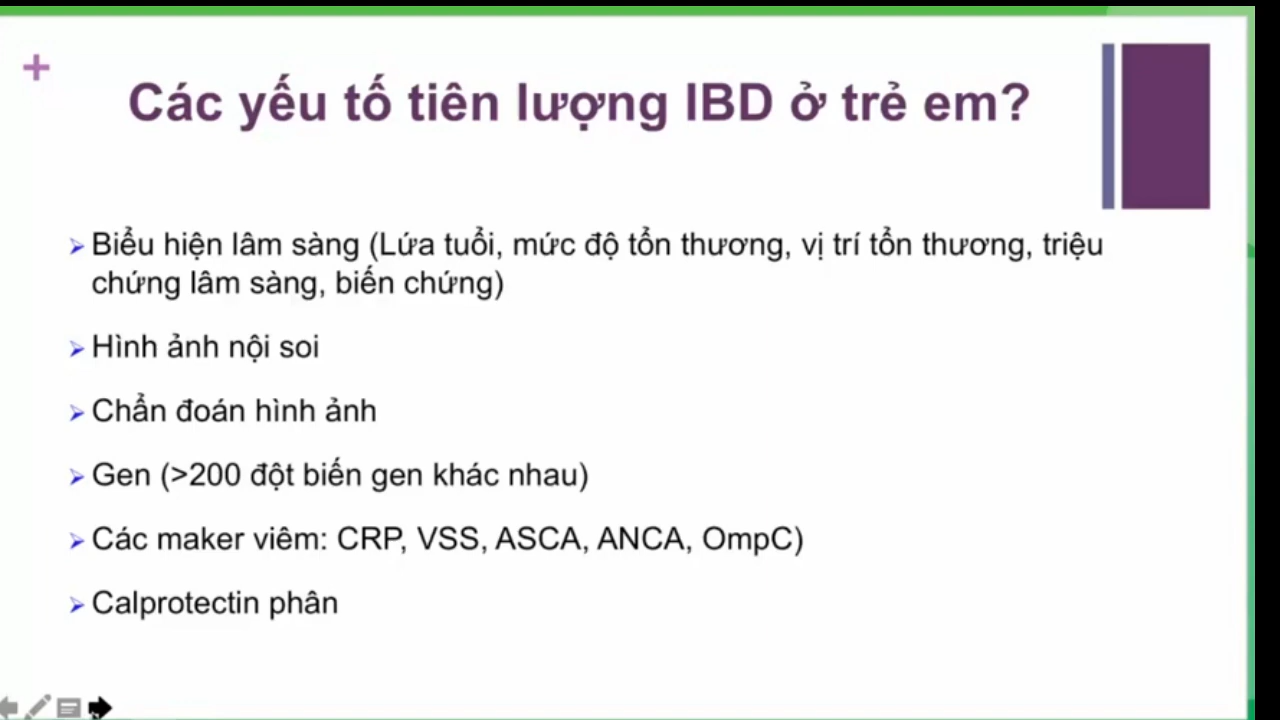 Các yếu tố tiên lượng IBD ở trẻ em?
Biểu hiện lâm sàng (Lứa tuổi, mức độ tổn thương, vị trí tổn thương, triệu
chứng lâm sàng, biến chứng)
Hình ảnh nội soi
Chẩn đoán hình ảnh
Gen (>200 đột biến gen khác nhau)
Các maker viêm: CRP, VSS, ASCA, ANCA, OmpC)
Calprotectin phân